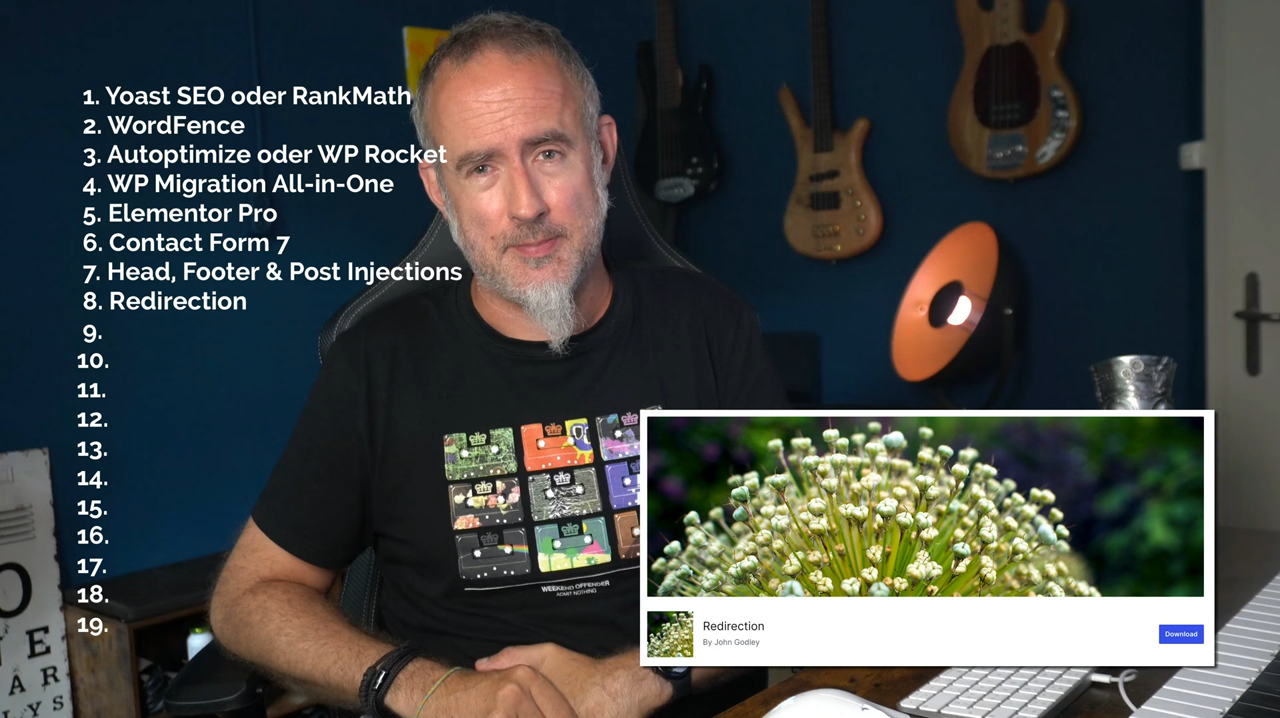 1. Yoast SEO oder RankMath
2. WordFence
3. Autoptimize oder WP Rocket
4. WP Migration All-in-One
5. Elementor Pro
6. Contact Form 7
7. Head, Footer & Post Injections
8. Redirection
9.
10.
11.
12.
13.
14.
15.
16.
17.
18.
19.
WEEKEND OFFENDER
ADMIT NOTHING
Redirection
By John Godley
Download
O
E
A R
L Y S